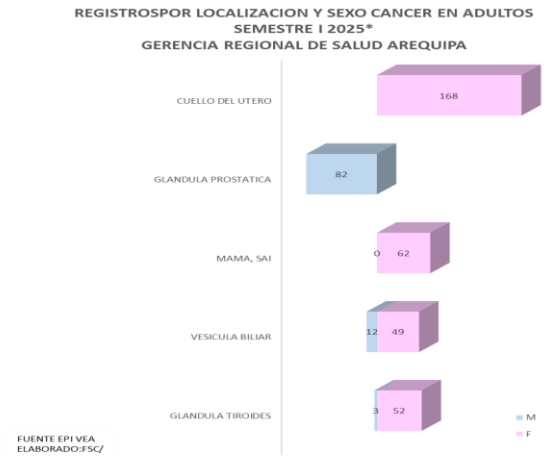 REGISTROSPOR LOCALIZACION Y SEXO CANCER EN ADULTOS
SEMESTRE I 2025*
GERENCIA REGIONAL DE SALUD AREQUIPA
CUELLO DEL UTERO
168
GLANDULA PROSTATICA
82
MAMA, SAI
0 62
VESICULA BILIAR
12 49
GLANDULA TIROIDES
3 52
M
F
FUENTE EPI VEA
ELABORADO:FSC/